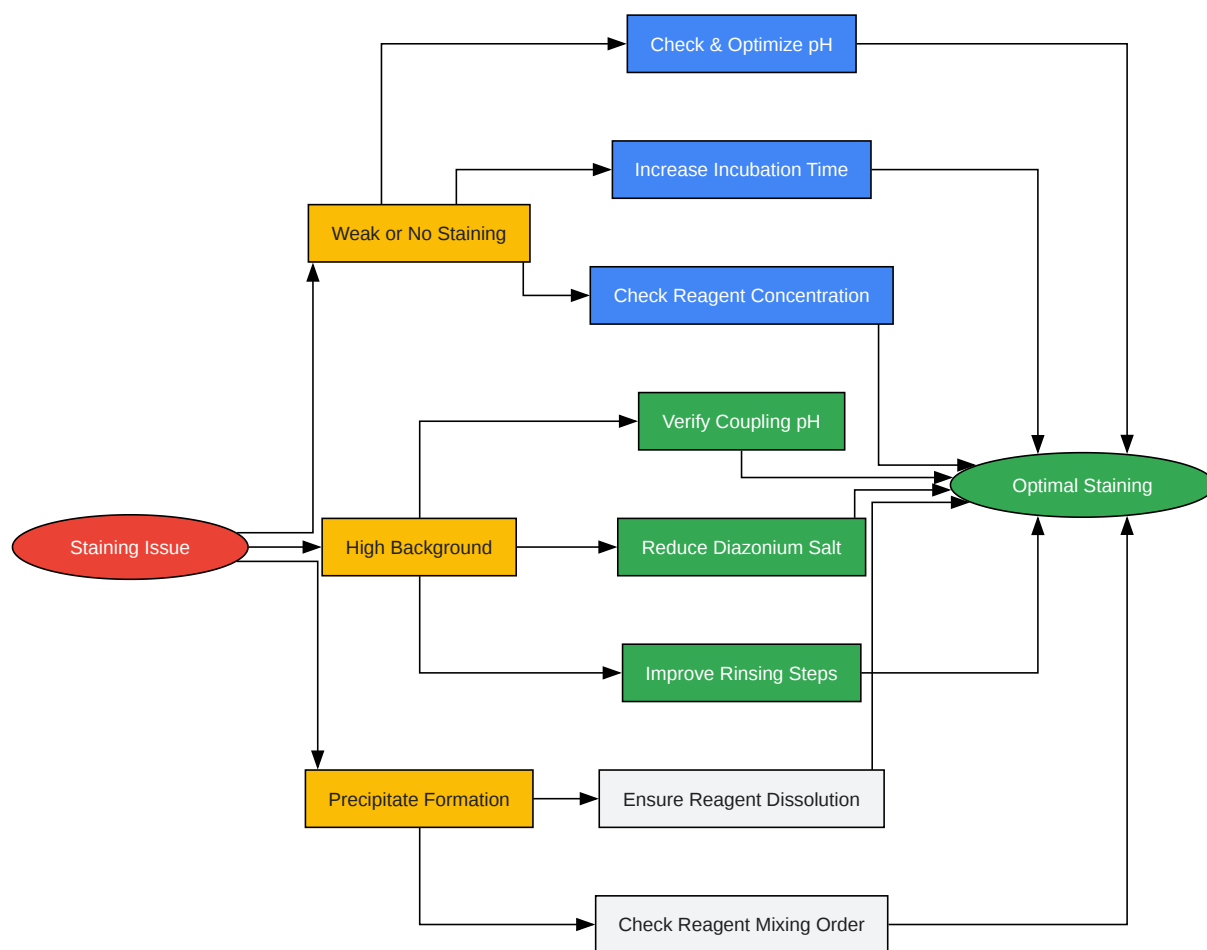 Check & Optimize pH
Increase Incubation Time
Weak or No Staining
Check Reagent Concentration
Verify Coupling pH
Optimal Staining
Staining Issue
High Background
Reduce Diazonium Salt
Improve Rinsing Steps
Precipitate Formation
Ensure Reagent Dissolution
Check Reagent Mixing Order